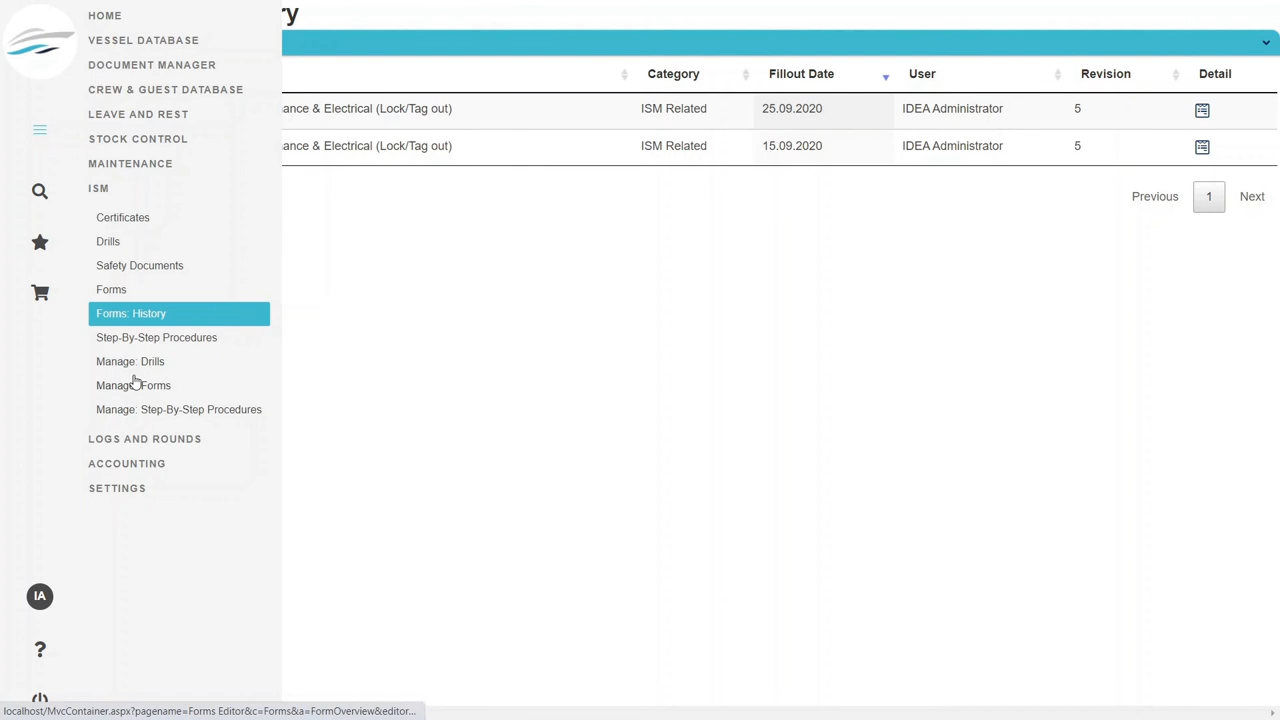 HOME
VESSEL DATABASE
DOCUMENT MANAGER
CREW & GUEST DATABASE
LEAVE AND REST
STOCK CONTROL
MAINTENANCE
ISM
Certificates
Drills
Safety Documents
Forms
Forms: History
Step-By-Step Procedures
Manage: Drills
Manage: Forms
Manage: Step-By-Step Procedures
LOGS AND ROUNDS
ACCOUNTING
SETTINGS
IA
?
ry
Category Fillout Date User Revision Detail
nance & Electrical (Lock/Tag out) ISM Related 25.09.2020 IDEA Administrator 5
nance & Electrical (Lock/Tag out) ISM Related 15.09.2020 IDEA Administrator 5
Previous 1 Next
localhost/MvcContainer.aspx?pagename=Forms Editor&c=Forms&a=FormOverview&editor...